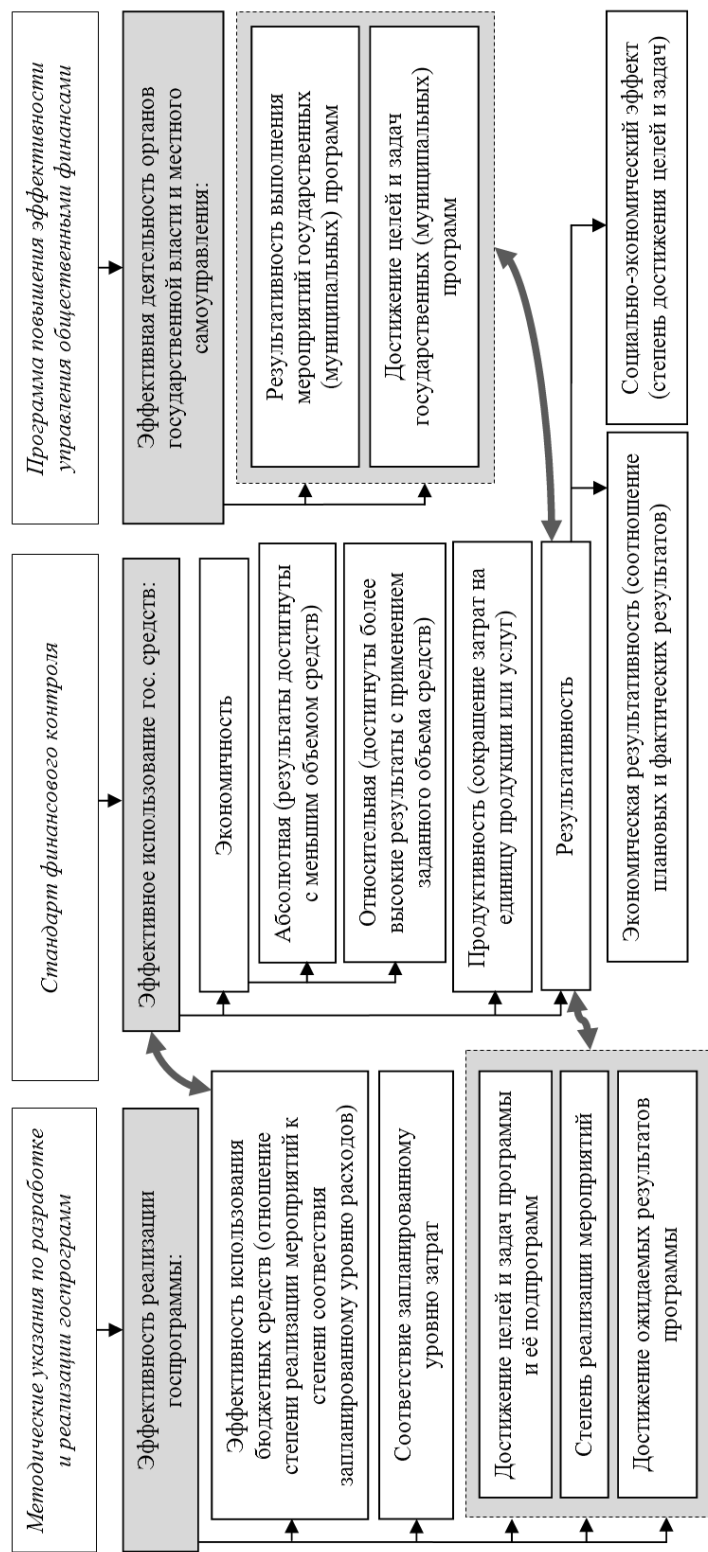 Методические указания по разработке
и реализации госпрограмм
Эффективность реализации
госпрограммы:
Эффективность использования
бюджетных средств (отношение
степени реализации мероприятий к
степени соответствия
запланированному уровню расходов)
Соответствие запланированному
уровню затрат
Достижение целей и задач программы
и её подпрограмм
Степень реализации мероприятий
Достижение ожидаемых результатов
программы
Стандарт финансового контроля
Эффективное использование гос. средств:
Экономичность
Абсолютная (результаты достигнуты
с меньшим объемом средств)
Относительная (достигнуты более
высокие результаты с применением
заданного объема средств)
Продуктивность (сокращение затрат на
единицу продукции или услуг)
Результативность
Экономическая результативность (соотношение
плановых и фактических результатов)
Социально-экономический эффект
(степень достижения целей и задач)
Программа повышения эффективности
управления общественными финансами
Эффективная деятельность органов
государственной власти и местного
самоуправления:
Результативность выполнения
мероприятий государственных
(муниципальных) программ
Достижение целей и задач
государственных (муниципальных)
программ